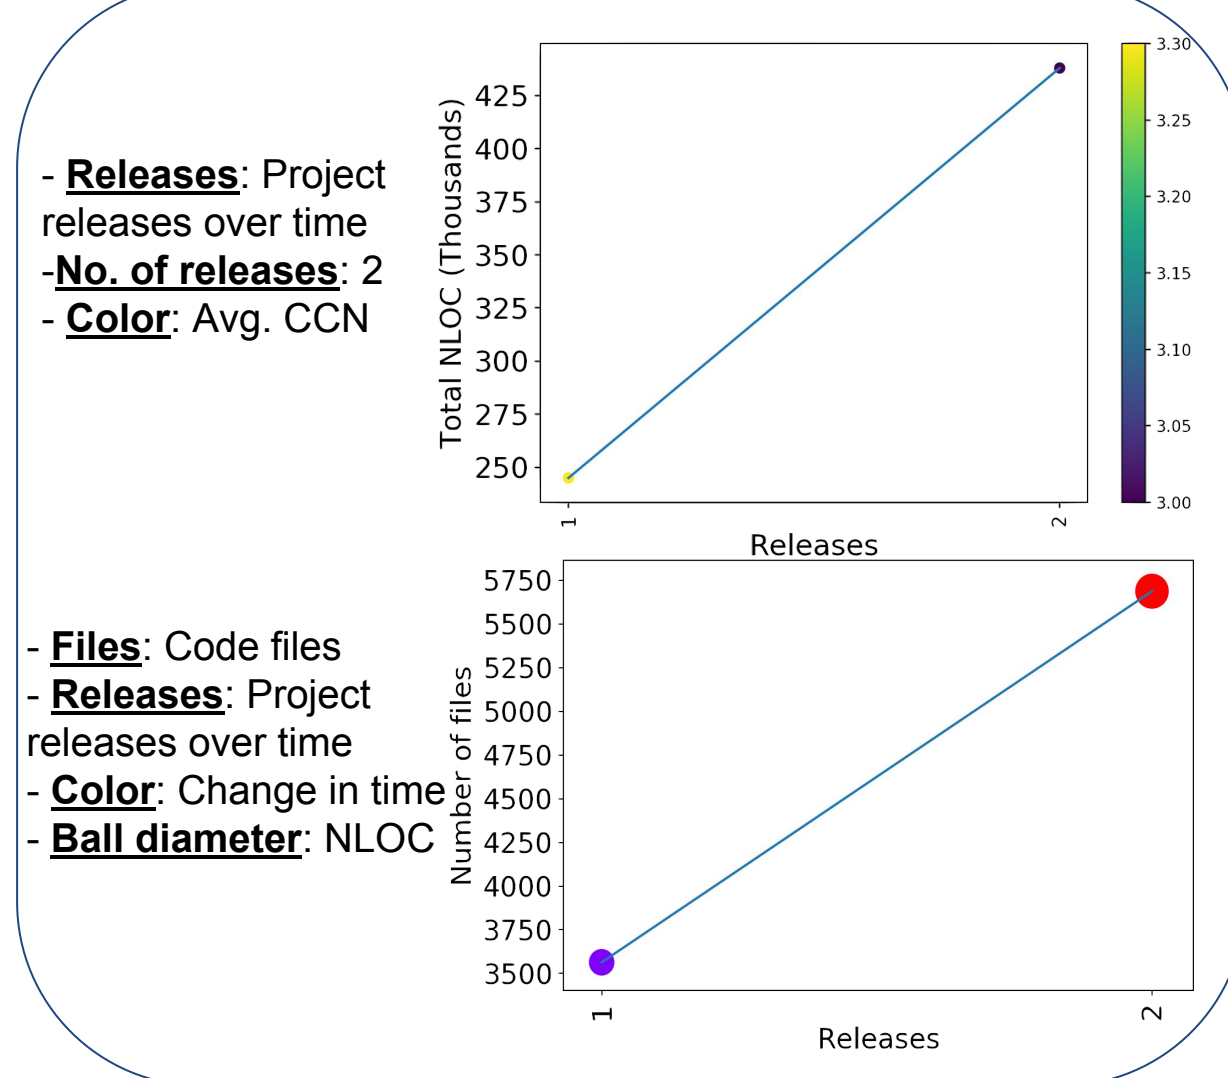 - Releases: Project
releases over time
-No. of releases: 2
- Color: Avg. CCN
Total NLOC (Thousands)
425
400
375
350
325
300
275
250
1
2
Releases
3.30
3.25
3.20
3.15
3.10
3.05
3.00
- Files: Code files
- Releases: Project
releases over time
- Color: Change in time
- Ball diameter: NLOC
Number of files
5750
5500
5250
5000
4750
4500
4250
4000
3750
3500
1
2
Releases